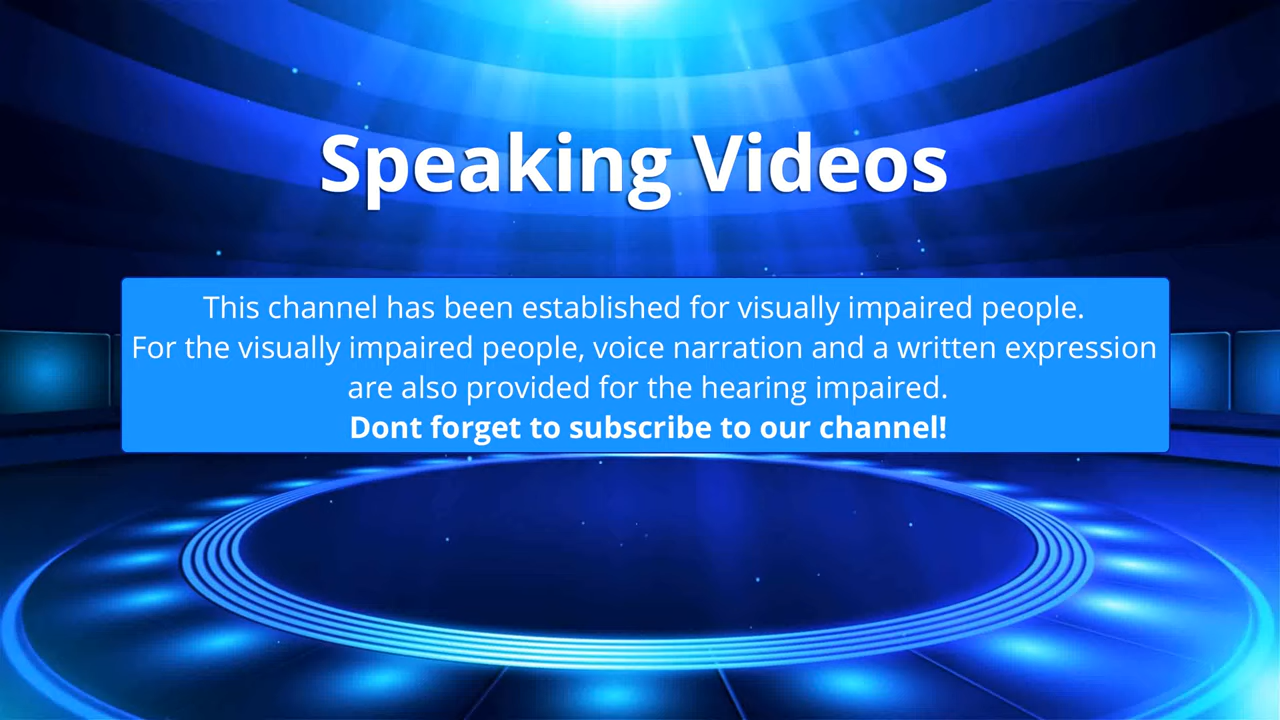 Speaking Videos
This channel has been established for visually impaired people.
For the visually impaired people, voice narration and a written expression
are also provided for the hearing impaired.
Dont forget to subscribe to our channel!